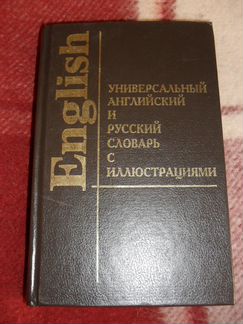 English
УНИВЕРСАЛЬНЫЙ
АНГЛИЙСКИЙ
И
РУССКИЙ
СЛОВАРЬ
С
ИЛЛЮСТРАЦИЯМИ